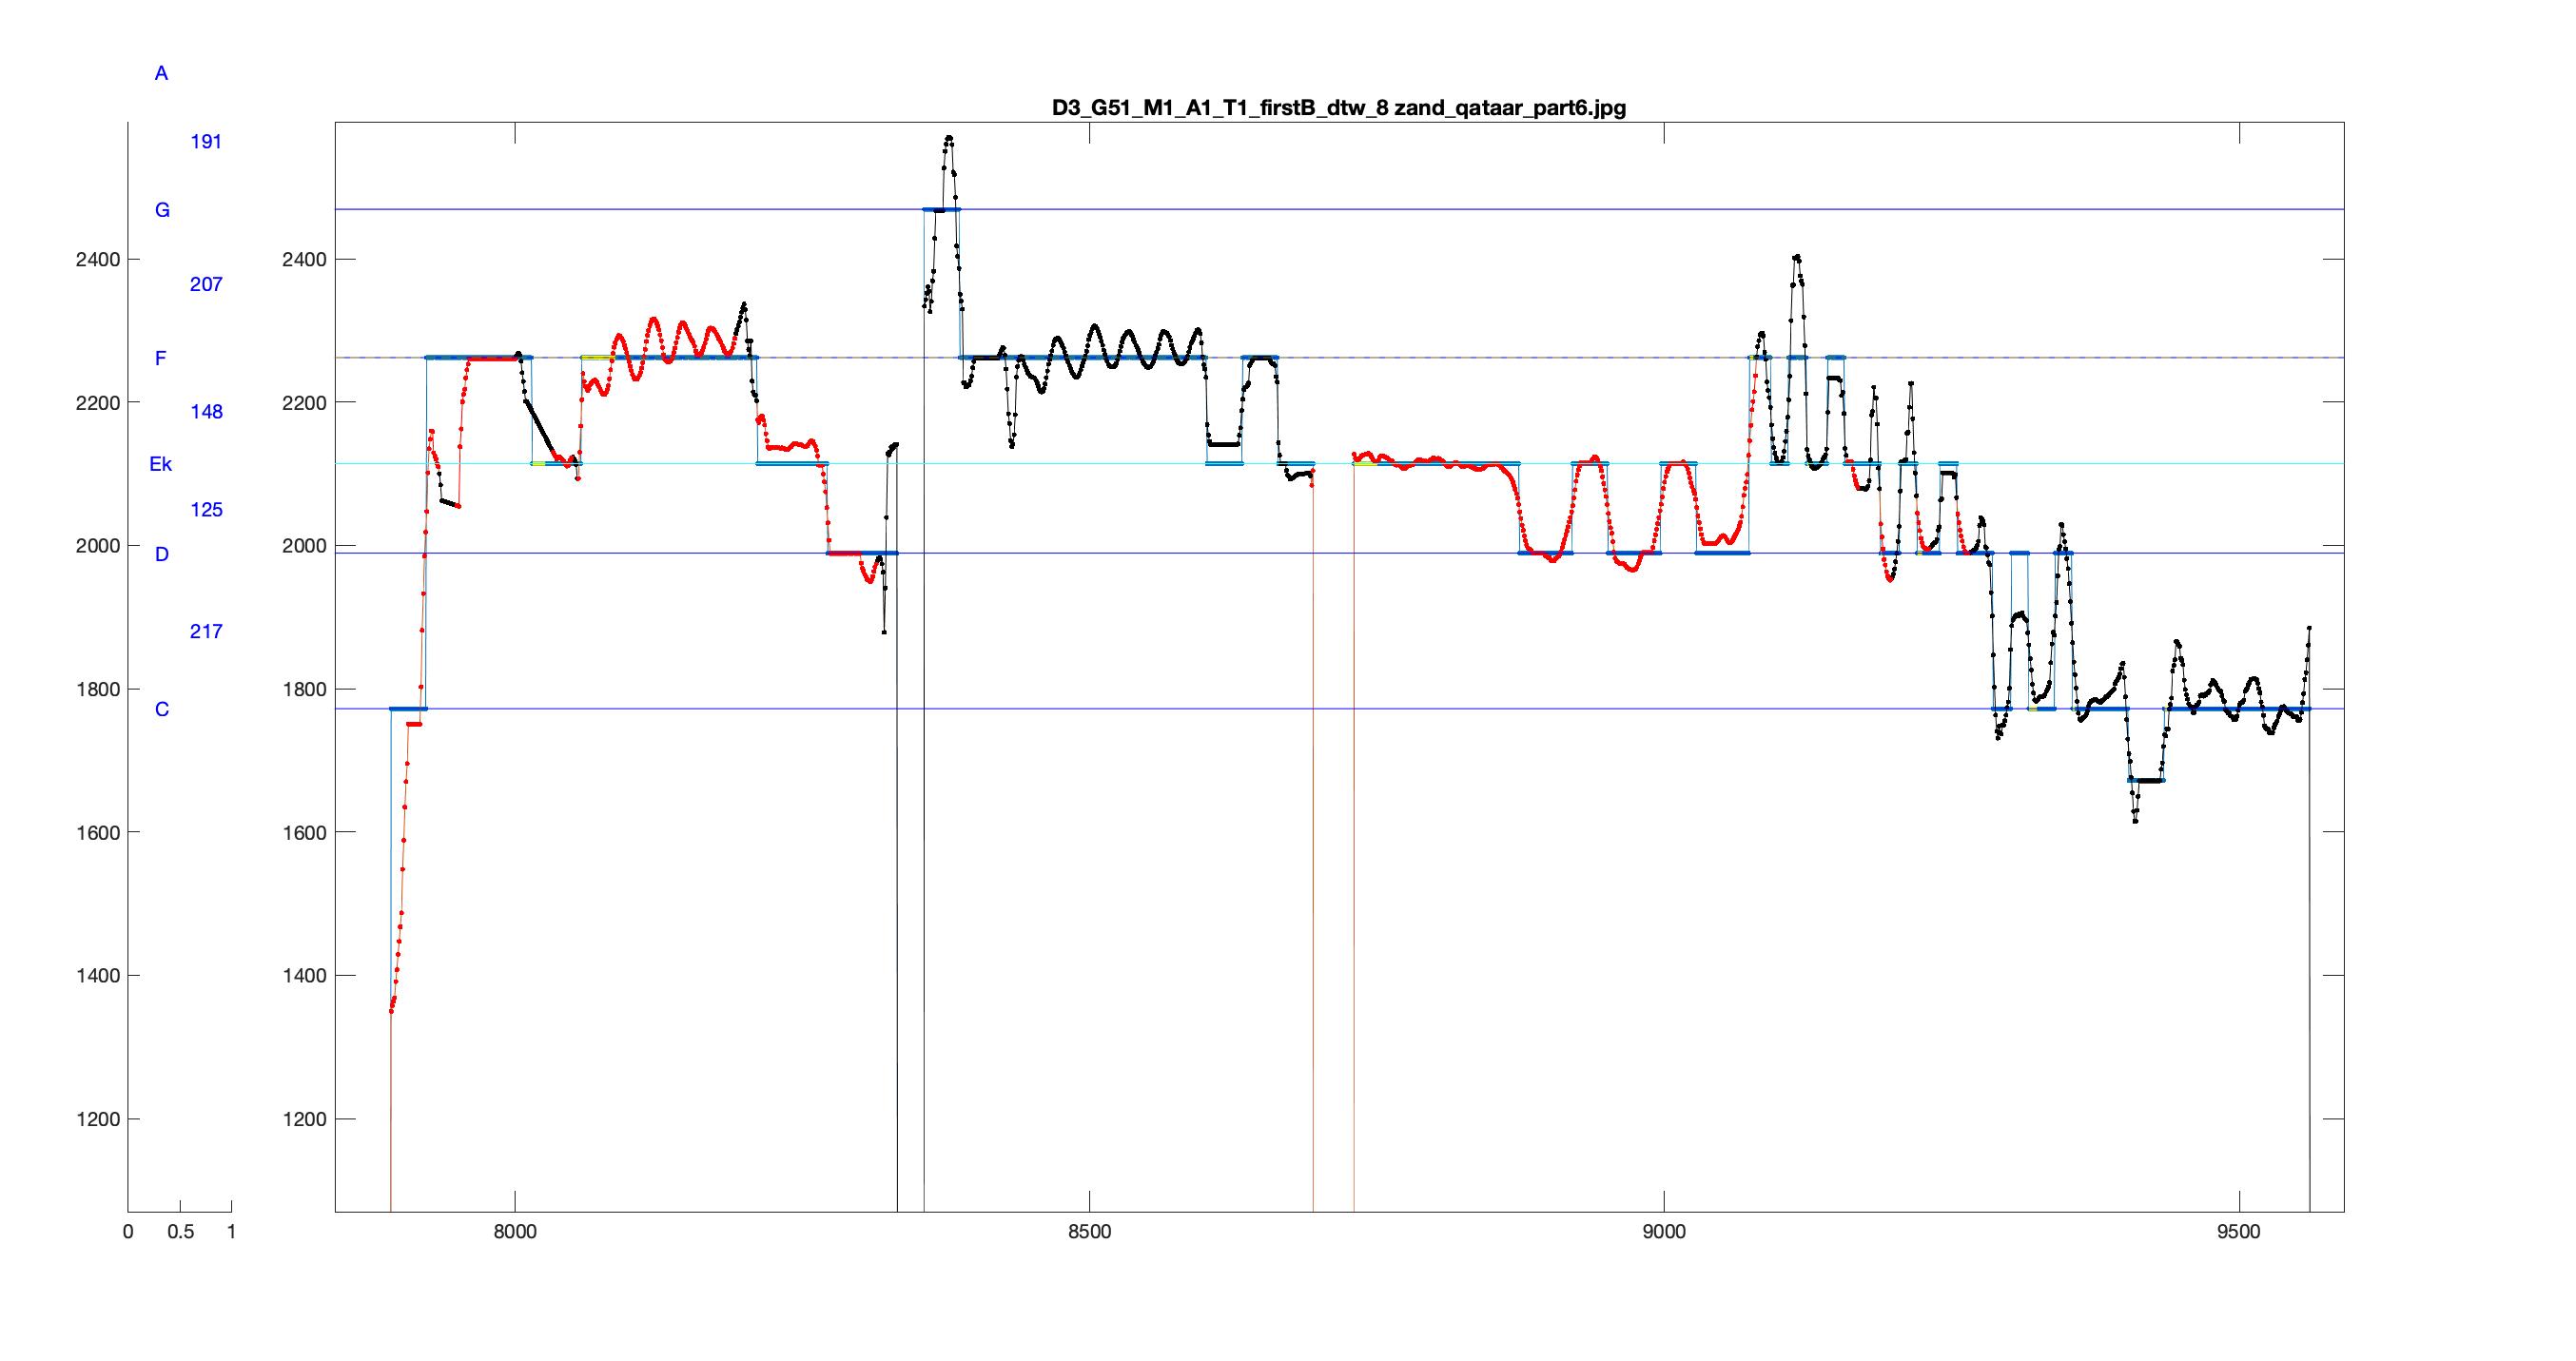 A
D3_G51_M1_A1_T1_firstB_dtw_8 zand_qataar_part6.jpg
191
G
2400 2400
207
F
2200 148 2200
Ek
125
2000 D 2000
217
1800 C 1800
1600 1600
1400 1400
1200 1200
0 0.5 1 8000 8500 9000 9500